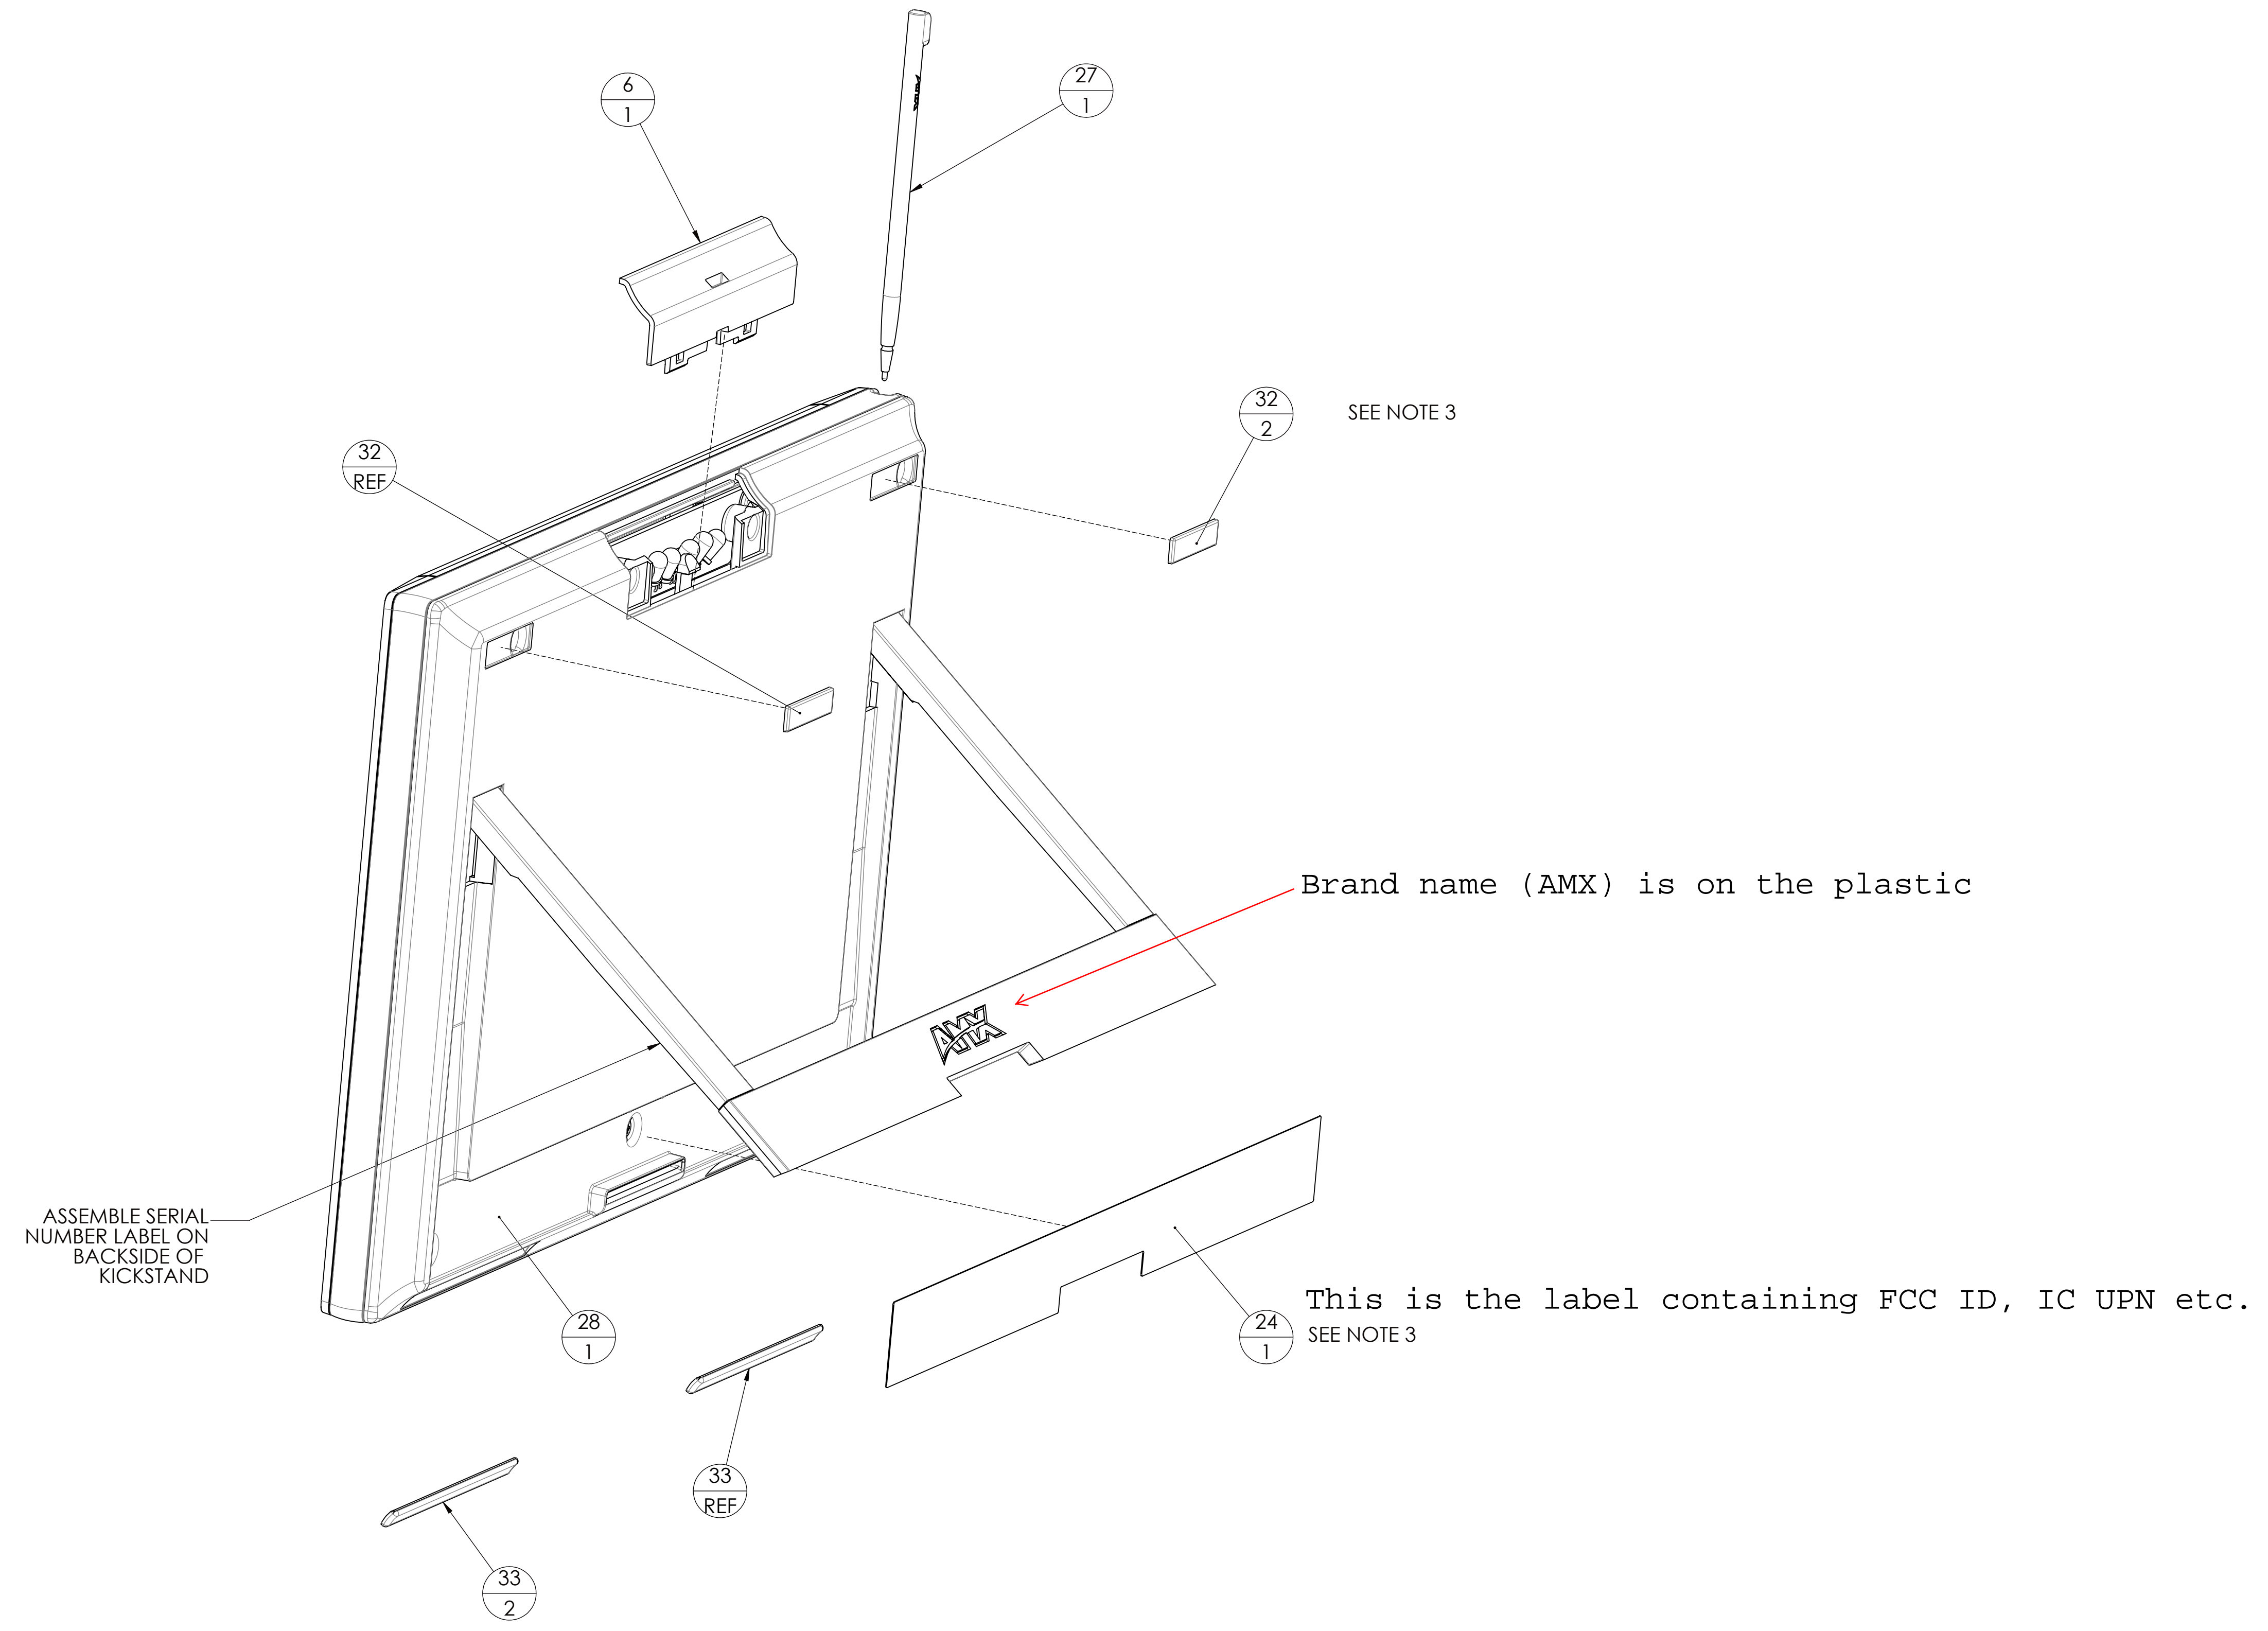 6
1
27
1
32
2
SEE NOTE 3
32
REF
Brand name (AMX) is on the plastic
AMX
ASSEMBLE SERIAL
NUMBER LABEL ON
BACKSIDE OF
KICKSTAND
This is the label containing FCC ID, IC UPN etc.
28
1
24
1
SEE NOTE 3
33
REF
33
2